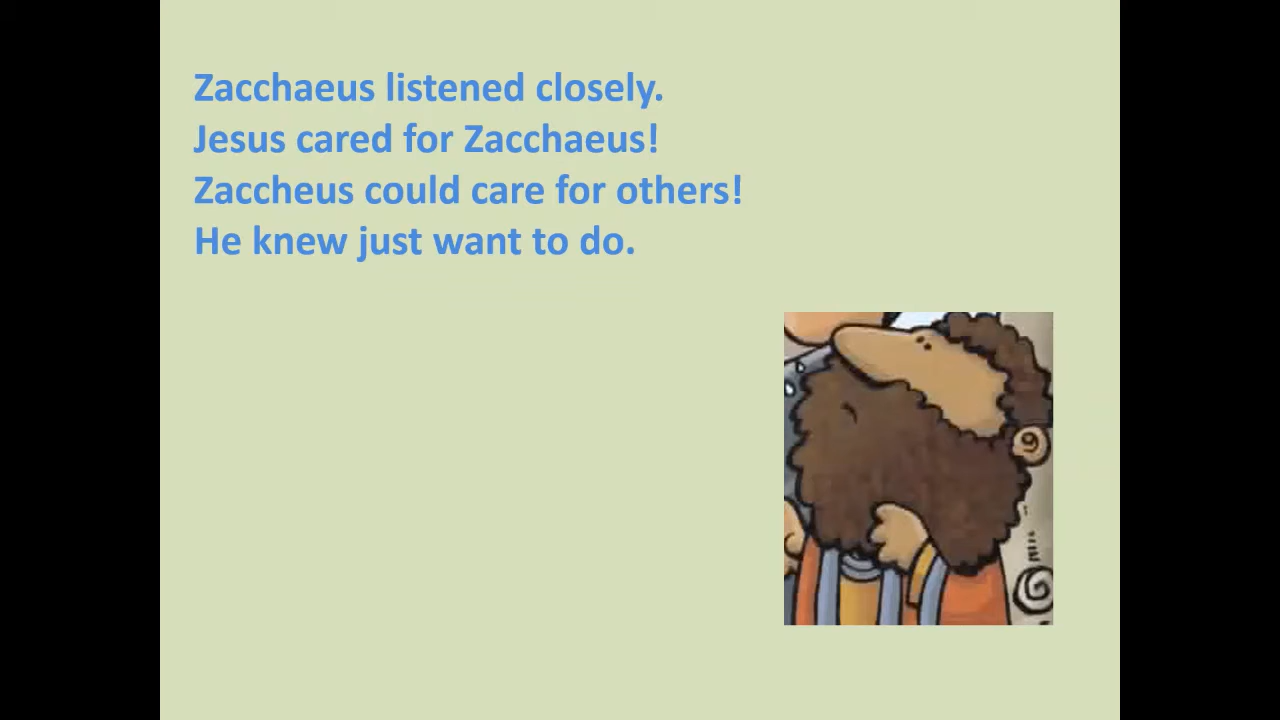 Zacchaeus listened closely.
Jesus cared for Zacchaeus!
Zaccheus could care for others!
He knew just want to do.